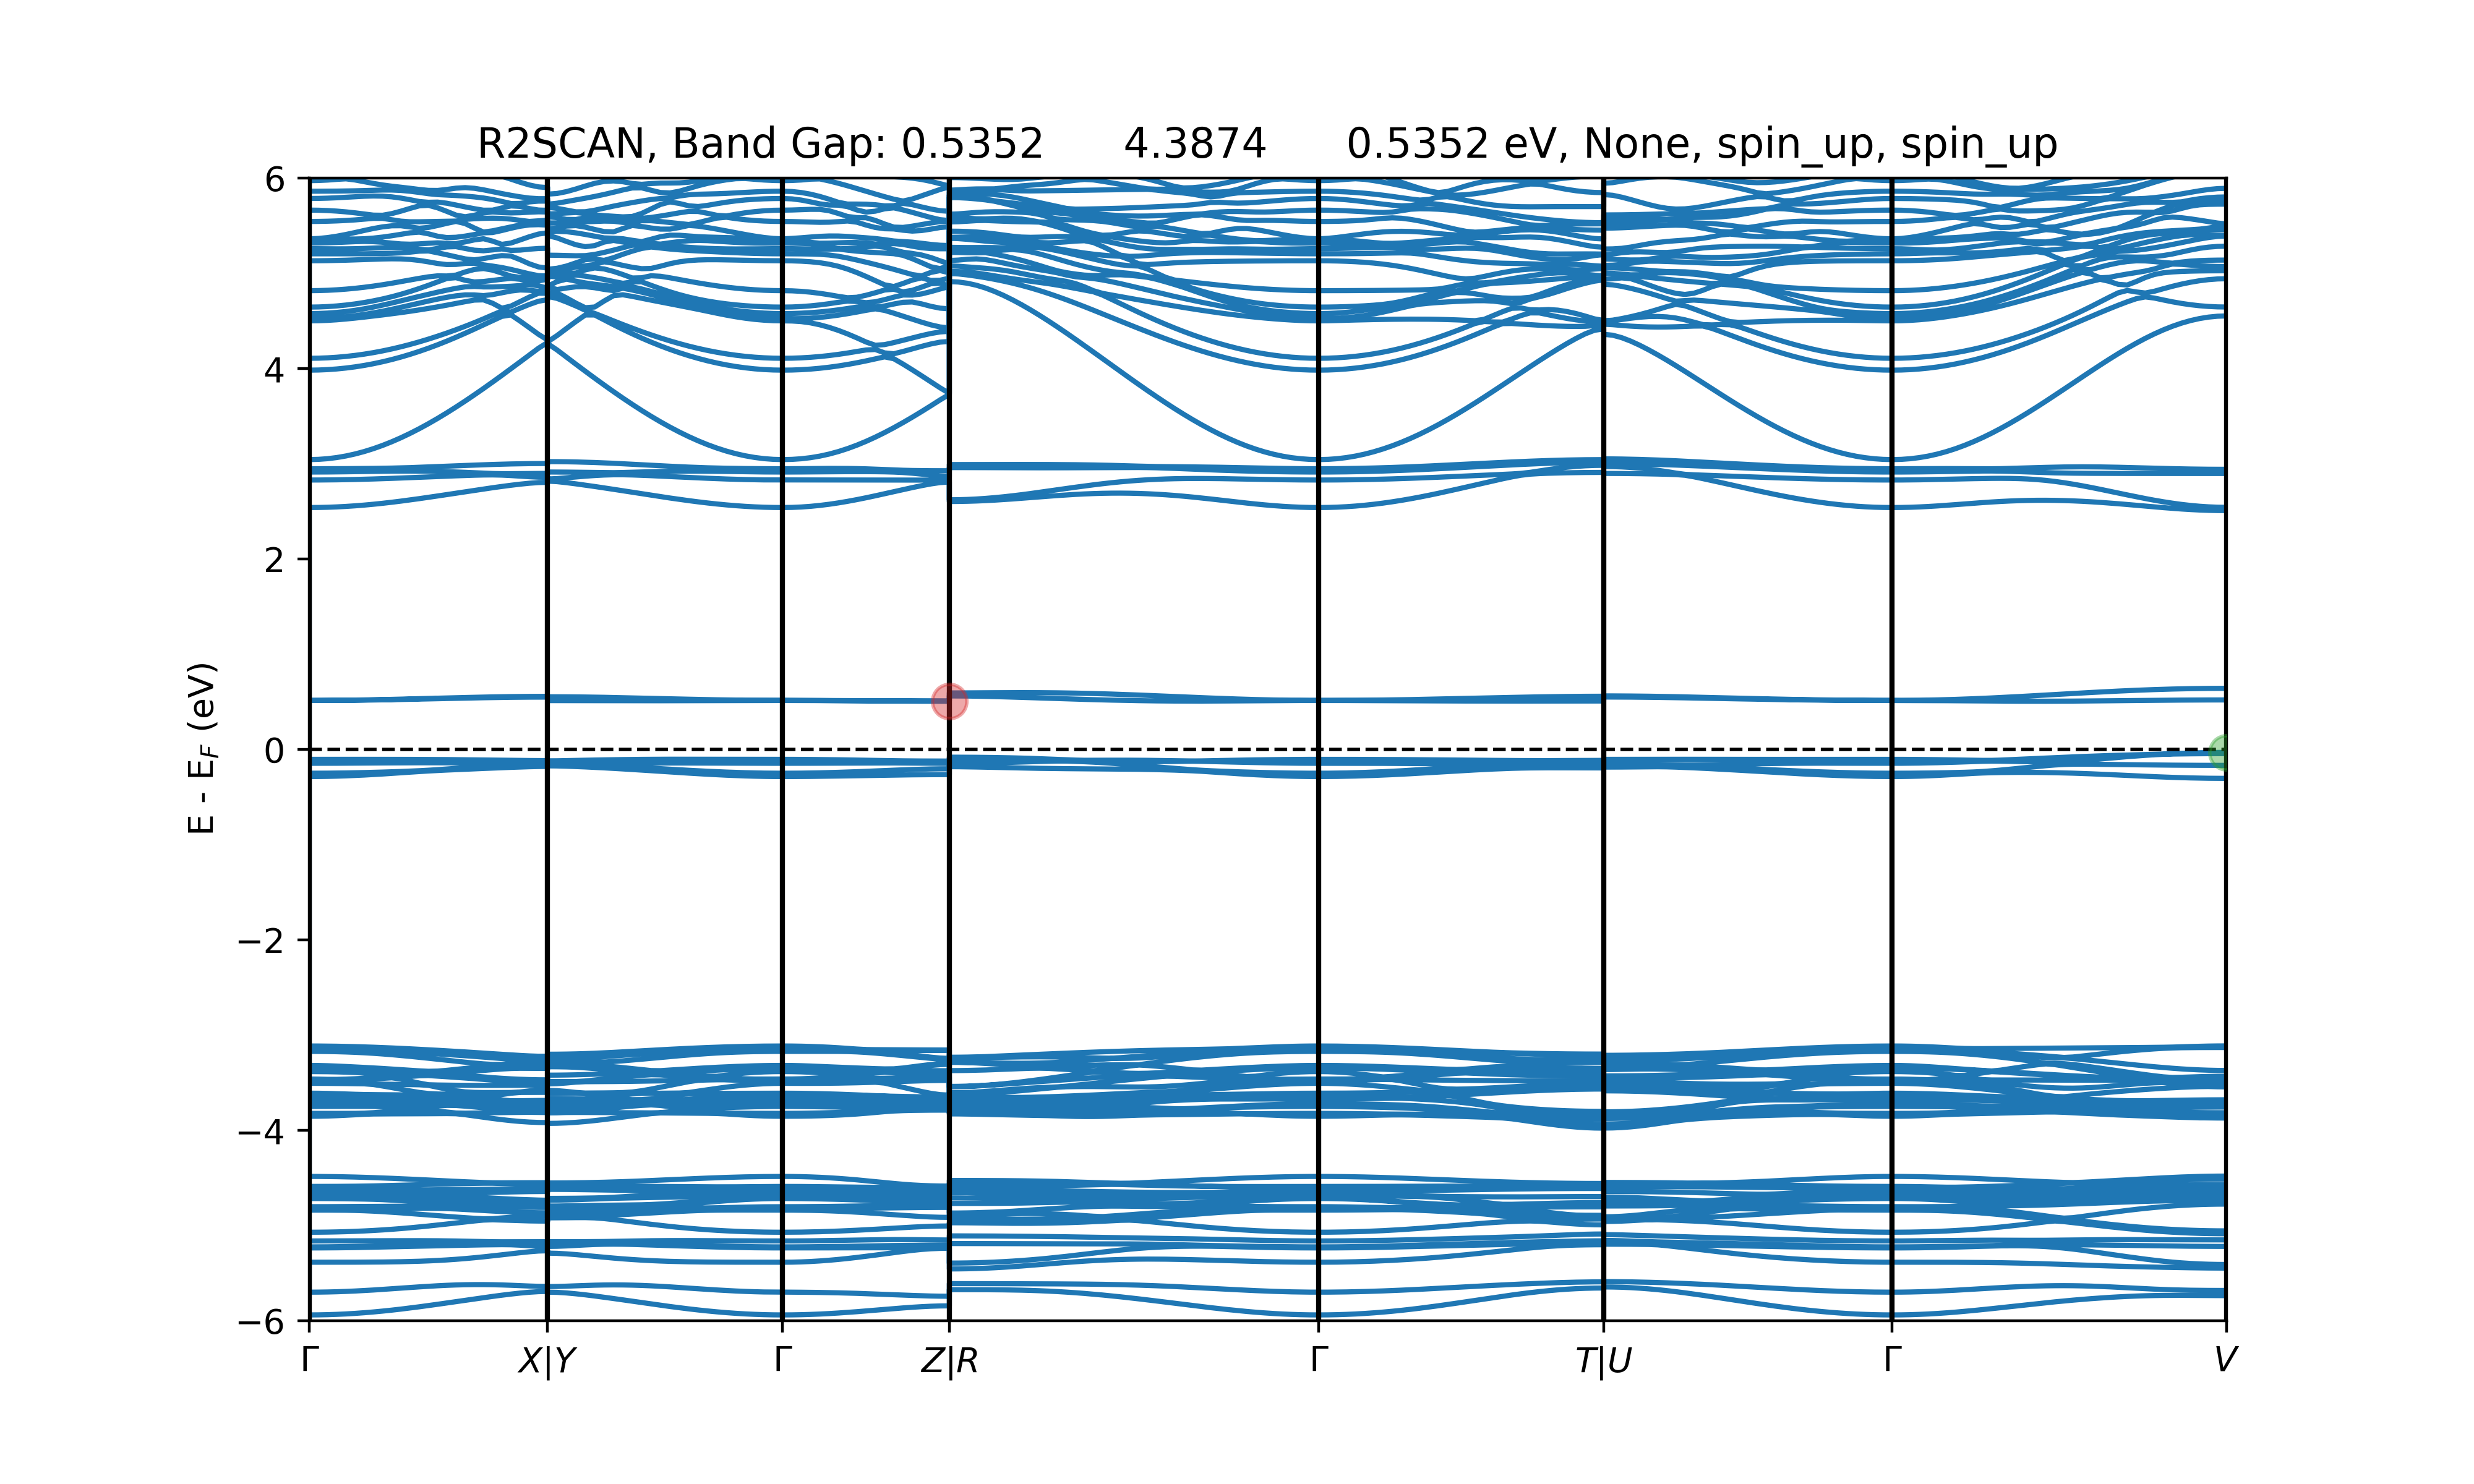 R2SCAN, Band Gap: 0.5352 4.3874 0.5352 eV, None, spin_up, spin_up
E - E_F (eV)
6
4
2
0
−2
−4
−6
Γ X|Y Γ Z|R Γ T|U Γ V